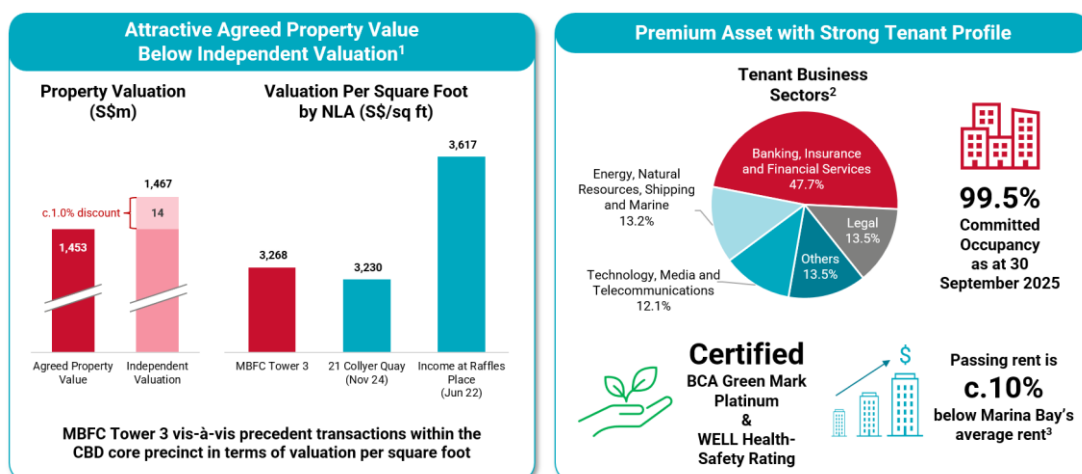 Attractive Agreed Property Value
Below Independent Valuation¹
Property Valuation
(S$m)
1,467
c.1.0% discount
14
1,453
Agreed Property
Value
Independent
Valuation
Valuation Per Square Foot
by NLA (S$/sq ft)
3,268
3,230
3,617
MBFC Tower 3
21 Collyer Quay
(Nov 24)
Income at Raffles
Place
(Jun 22)
MBFC Tower 3 vis-à-vis precedent transactions within the
CBD core precinct in terms of valuation per square foot
Premium Asset with Strong Tenant Profile
Tenant Business
Sectors²
Banking, Insurance
and Financial Services
47.7%
Energy, Natural
Resources, Shipping
and Marine
13.2%
Legal
13.5%
Others
13.5%
Technology, Media and
Telecommunications
12.1%
99.5%
Committed
Occupancy
as at 30
September 2025
Certified
BCA Green Mark
Platinum
&
WELL Health-
Safety Rating
$
Passing rent is
c.10%
below Marina Bay's
average rent³